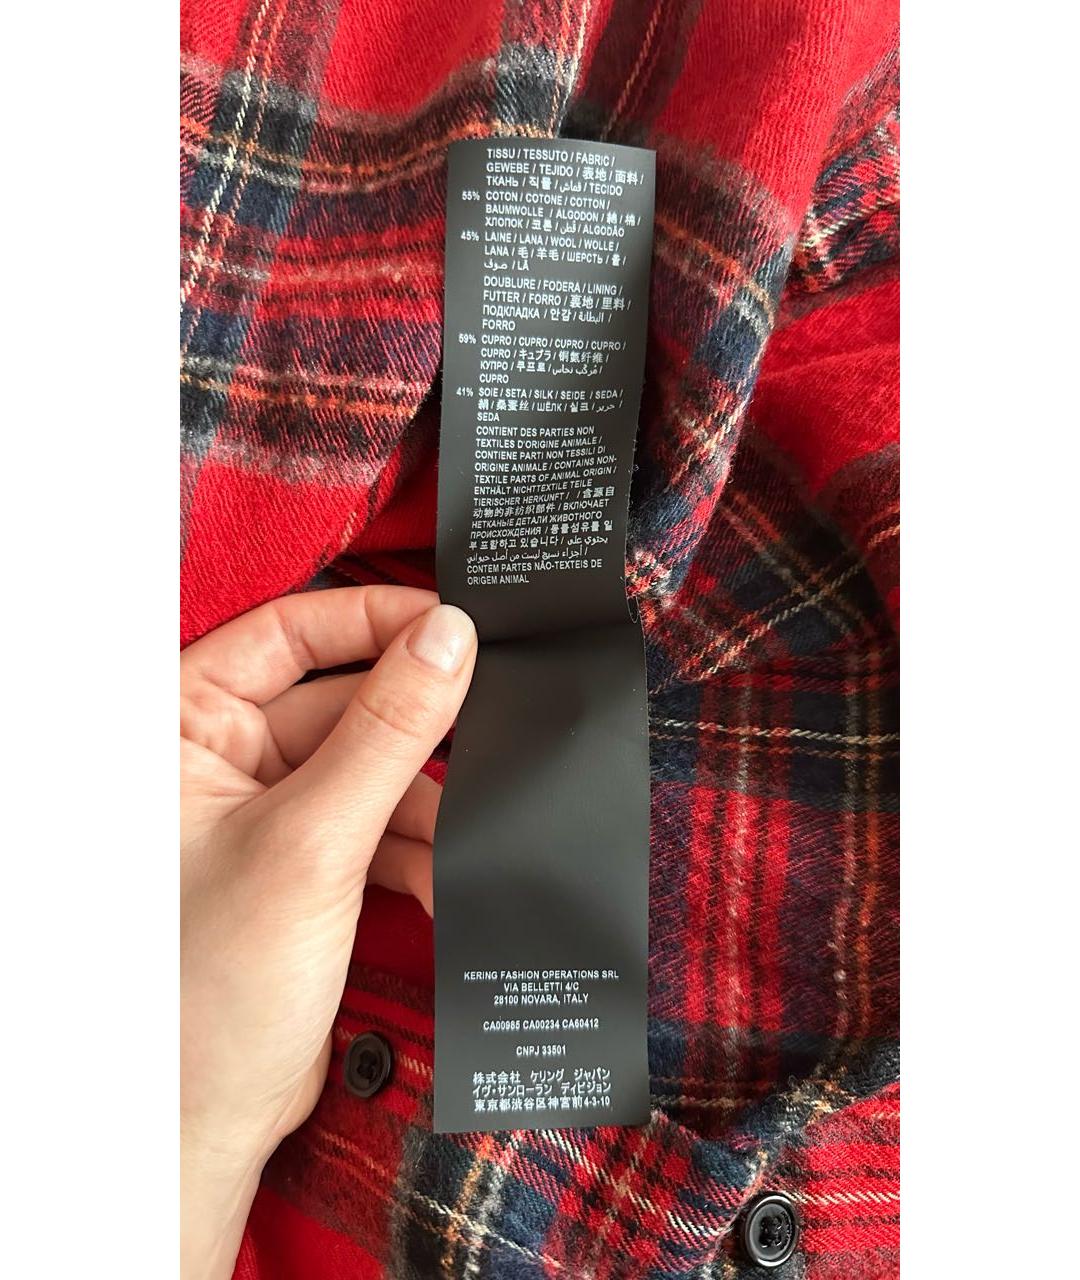 TISSU / TESSUTO / FABRIC /
GEWEBE / TEJIDO / 表地 / 面料 /
ТКАНЬ / 직물 / قماش / TECIDO
55% COTON / COTONE / COTTON /
BAUMWOLLE / ALGODON / 綿 / 棉 /
ХЛОПОК / 코튼 / قطن / ALGODÃO
45% LAINE / LANA / WOOL / WOLLE /
LANA / 毛 / 羊毛 / ШЕРСТЬ / 울 /
صوف / LÃ
DOUBLURE / FODERA / LINING /
FUTTER / FORRO / 裏地 / 里料 /
ПОДКЛАДКА / 안감 / البطانة /
FORRO
59% CUPRO / CUPRO / CUPRO / CUPRO /
CUPRO / キュプラ / 铜氨纤维 /
КУПРО / 쿠프로 / مُركّب نحاس /
CUPRO
41% SOIE / SETA / SILK / SEIDE / SEDA /
絹 / 桑蚕丝 / ШЁЛК / 실크 / حرير /
SEDA
CONTIENT DES PARTIES NON
TEXTILES D'ORIGINE ANIMALE /
CONTIENE PARTI NON TESSILI DI
ORIGINE ANIMALE / CONTAINS NON-
TEXTILE PARTS OF ANIMAL ORIGIN /
ENTHÄLT NICHTTEXTILE TEILE
TIERISCHER HERKUNFT / / 含源自
动物的非纺织部件 / ВКЛЮЧАЕТ
НЕТКАНЫЕ ДЕТАЛИ ЖИВОТНОГО
ПРОИСХОЖДЕНИЯ / 동물섬유를 일
부 포함하고 있습니다 / يحتوي على
أجزاء نسيج ليست من أصل حيواني /
CONTEM PARTES NÃO-TEXTEIS DE
ORIGEM ANIMAL
KERING FASHION OPERATIONS SRL
VIA BELLETTI 4/C
28100 NOVARA, ITALY
CA00985 CA00234 CA60412
CNPJ 33501
株式会社 ケリング ジャパン
イヴ・サンローラン ディビジョン
東京都渋谷区神宮前4-3-10